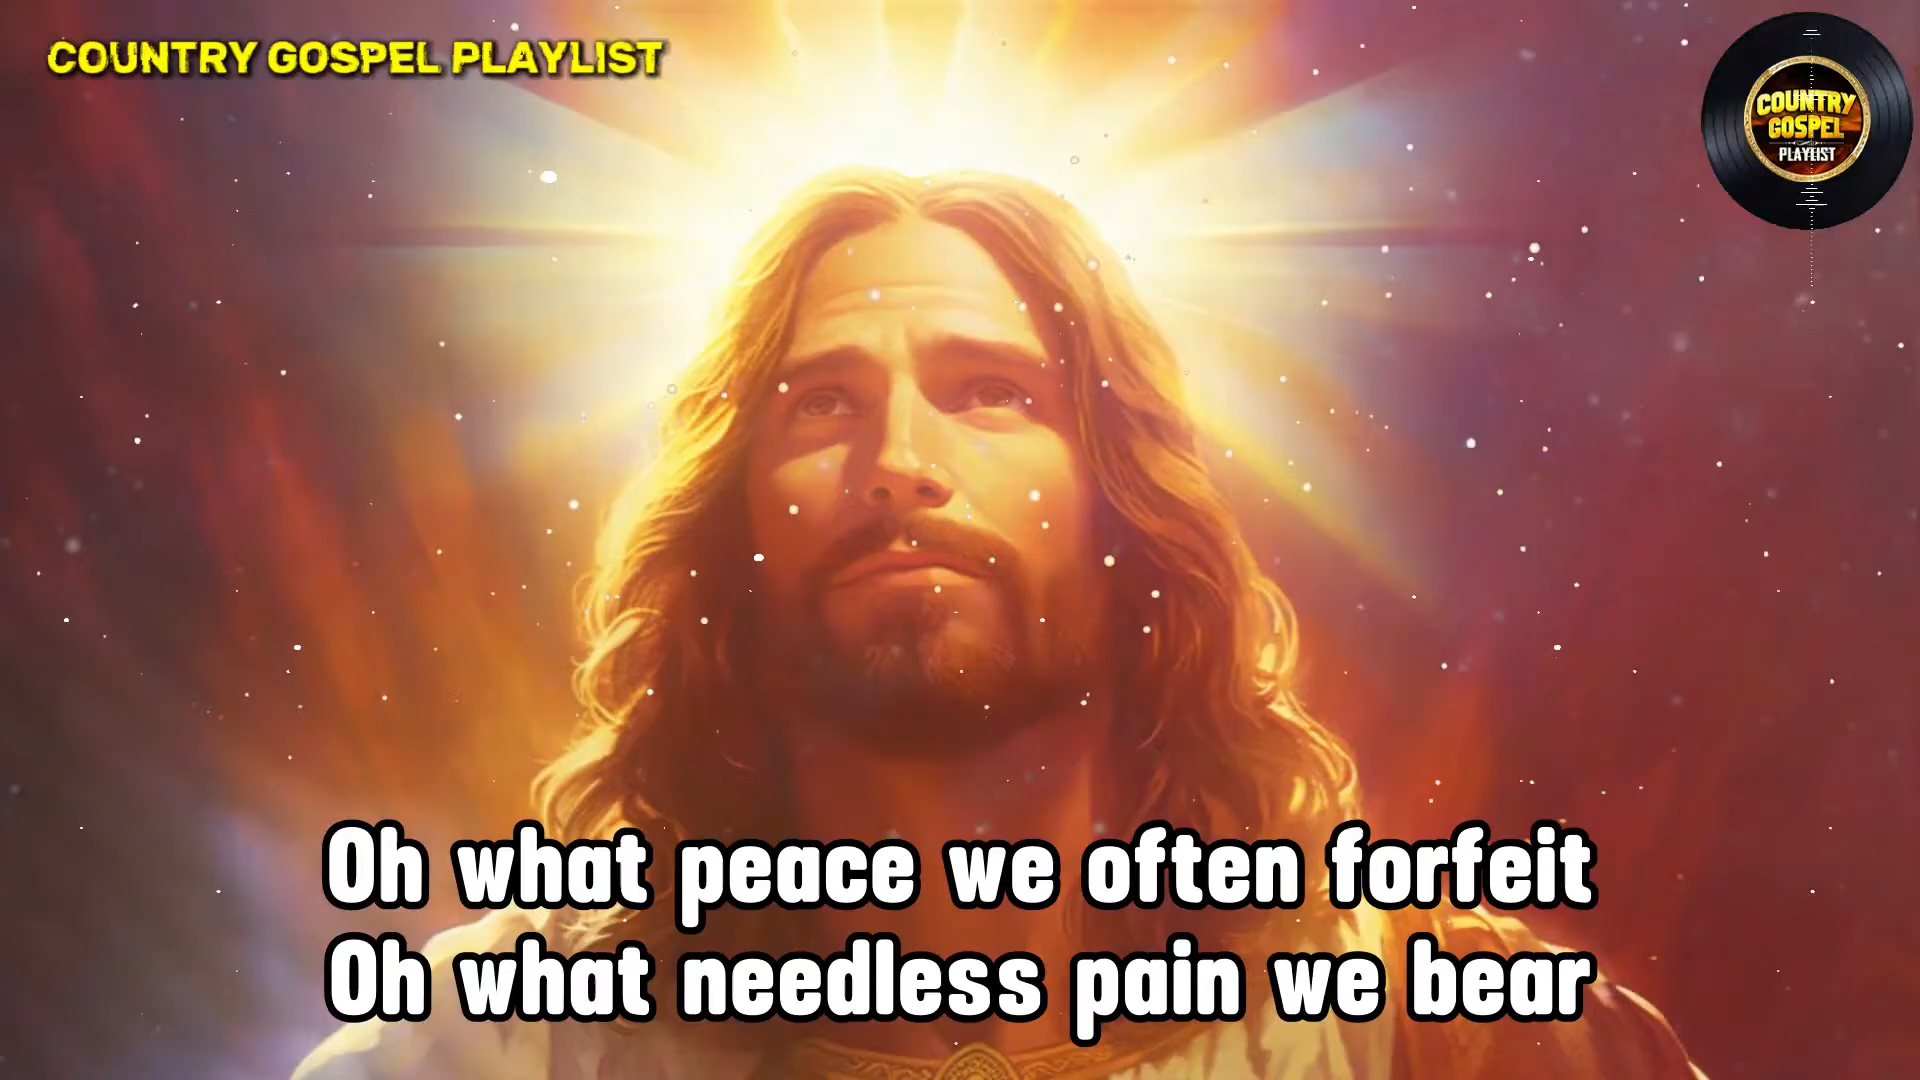 COUNTRY GOSPEL PLAYLIST
COUNTRY
GOSPEL
PLAYLIST
Oh what peace we often forfeit
Oh what needless pain we bear